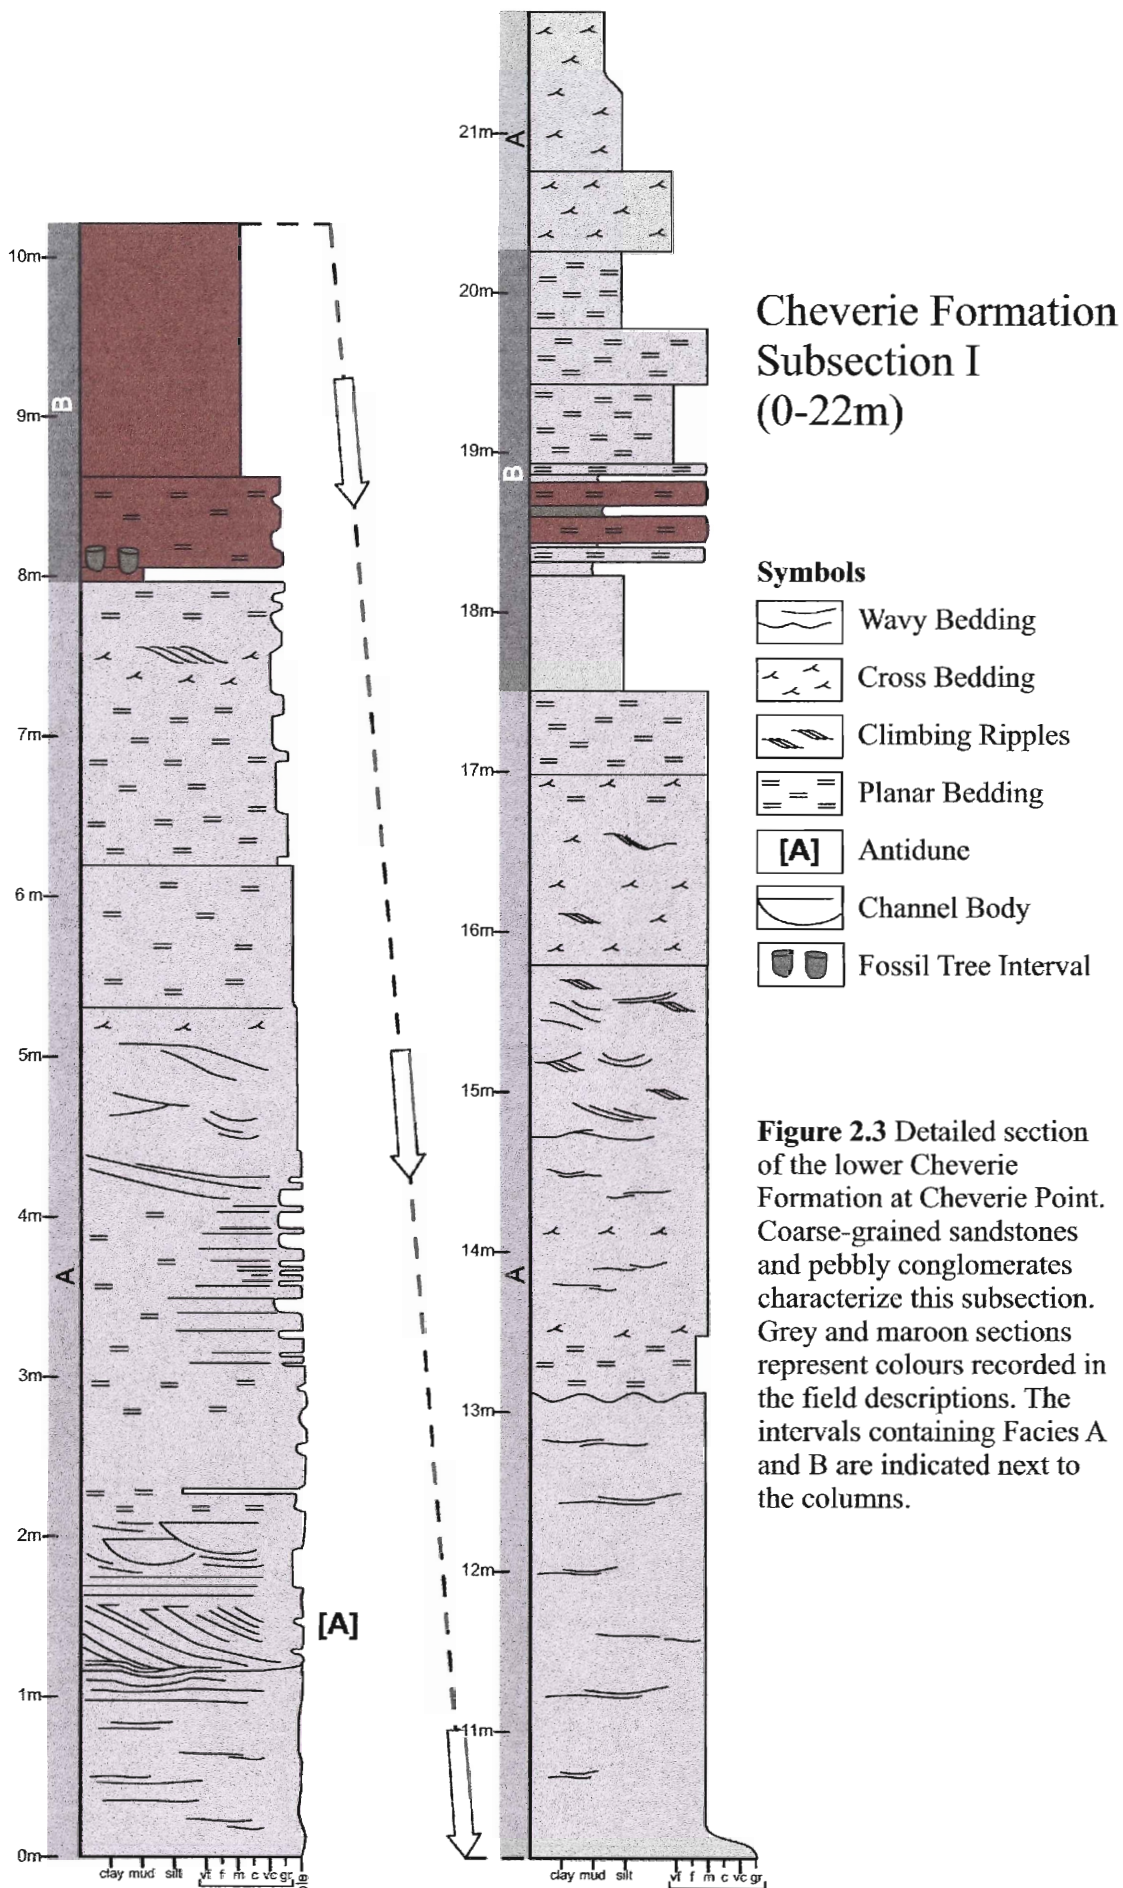 10m
9m
8m
7m
6 m
5m
4m
3m
2m
1m
0m
B
A
[A]
clay mud silt vf f m c vc gr
21m
20m
19m
18m
17m
16m
15m
14m
13m
12m
11m
A
B
A
clay mud silt vf f m c vc gr
Cheverie Formation
Subsection I
(0-22m)
Symbols
Wavy Bedding
Cross Bedding
Climbing Ripples
Planar Bedding
[A] Antidune
Channel Body
Fossil Tree Interval
Figure 2.3 Detailed section
of the lower Cheverie
Formation at Cheverie Point.
Coarse-grained sandstones
and pebbly conglomerates
characterize this subsection.
Grey and maroon sections
represent colours recorded in
the field descriptions. The
intervals containing Facies A
and B are indicated next to
the columns.